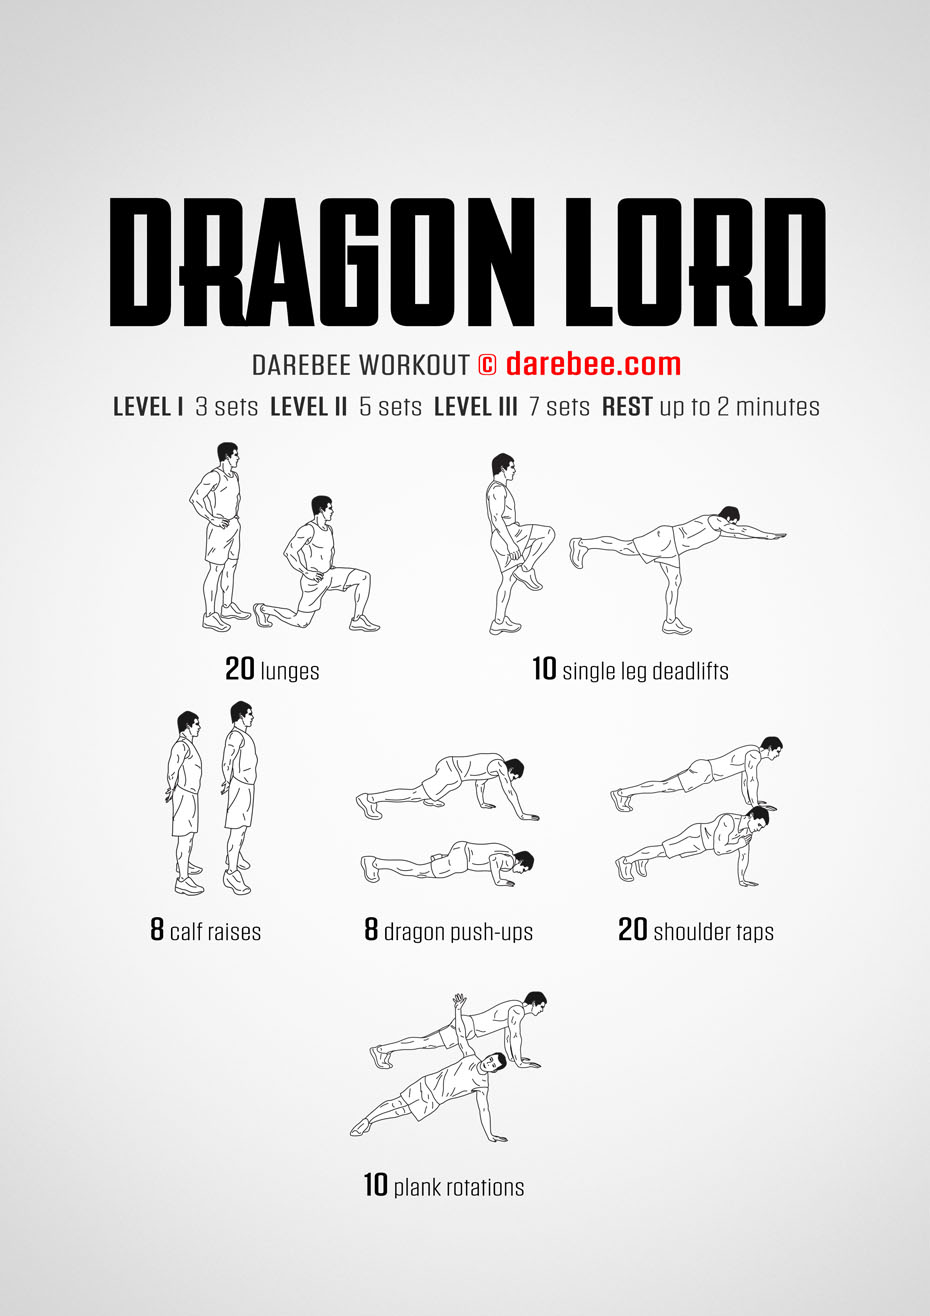 DRAGON LORD
DAREBEE WORKOUT © darebee.com
LEVEL I 3 sets LEVEL II 5 sets LEVEL III 7 sets REST up to 2 minutes
20 lunges
10 single leg deadlifts
8 calf raises
8 dragon push-ups
20 shoulder taps
10 plank rotations